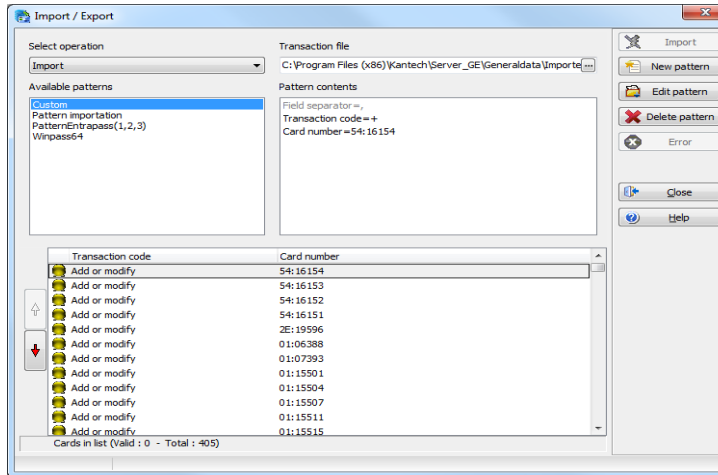 Import / Export
Select operation
Import
Transaction file
C:\Program Files (x86)\Kantech\Server_GE\Generaldata\Importe
...
Available patterns
Custom
Pattern importation
PatternEntrapass(1,2,3)
Winpass64
Pattern contents
Field separator=,
Transaction code=+
Card number=54:16154
Import
New pattern
Edit pattern
Delete pattern
Error
Close
Help
Transaction code Card number
Add or modify 54:16154
Add or modify 54:16153
Add or modify 54:16152
Add or modify 54:16151
Add or modify 2E:19596
Add or modify 01:06388
Add or modify 01:07393
Add or modify 01:15501
Add or modify 01:15504
Add or modify 01:15507
Add or modify 01:15511
Add or modify 01:15515
Cards in list (Valid : 0 - Total : 405)